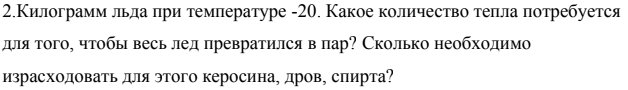 2.Килограмм льда при температуре -20. Какое количество тепла потребуется
для того, чтобы весь лед превратился в пар? Сколько необходимо
израсходовать для этого керосина, дров, спирта?